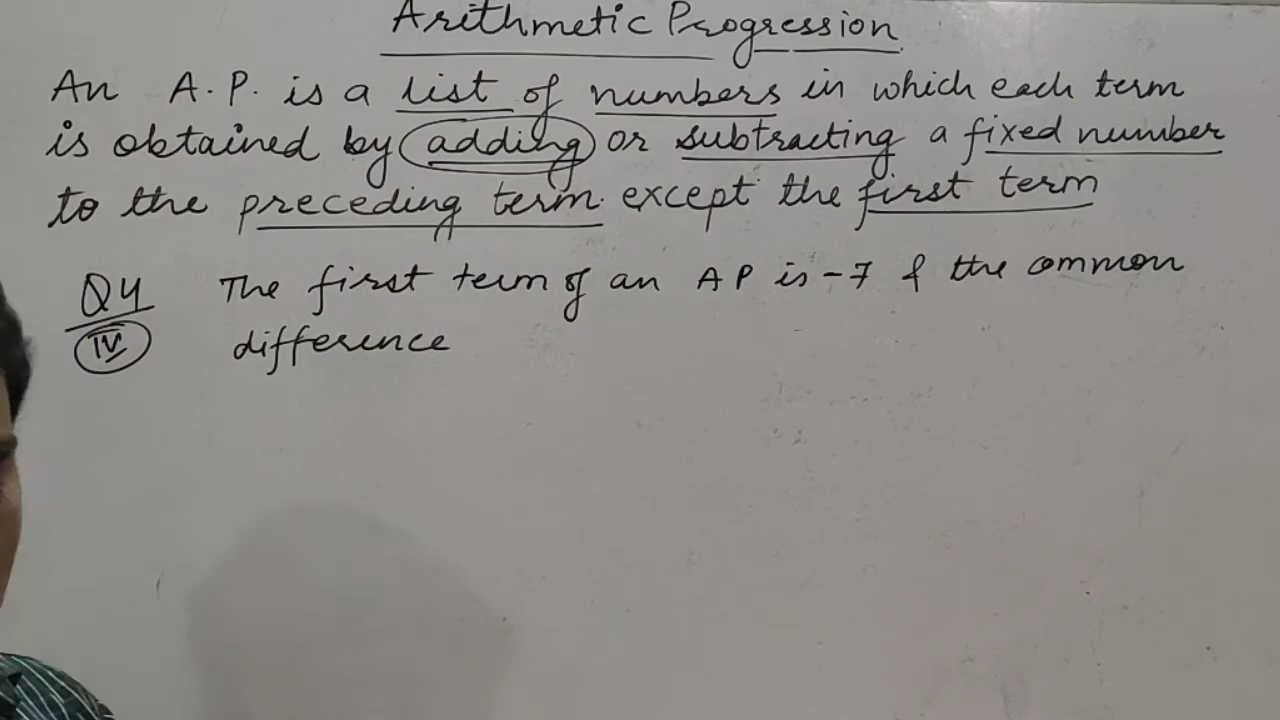 Arithmetic Progression
An A.P. is a list of numbers in which each term
is obtained by adding or subtracting a fixed number
to the preceding term except the first term
Q4 The first term of an AP is -7 & the common
IV difference